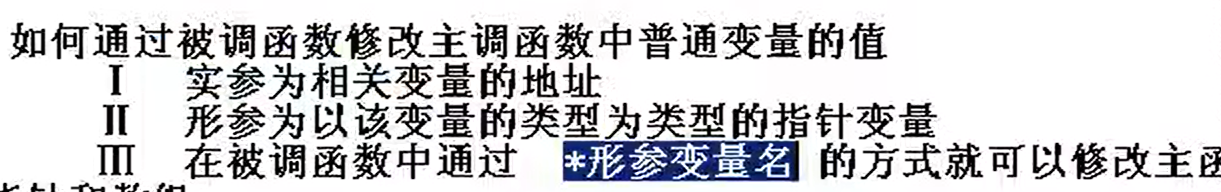 如何通过被调函数修改主调函数中普通变量的值
I 实参为相关变量的地址
II 形参为以该变量的类型为类型的指针变量
III 在被调函数中通过 *形参变量名 的方式就可以修改主函